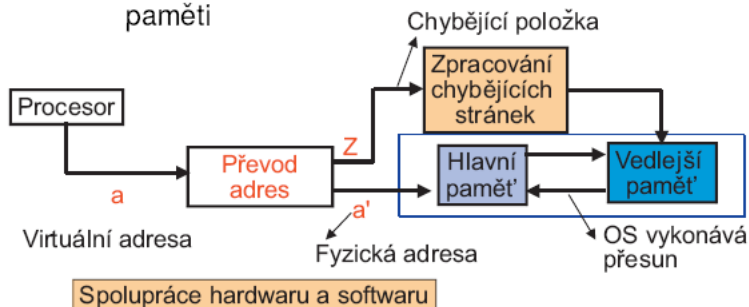 paměti
Chybějící položka
Zpracování
chybějících
stránek
Procesor
Z
Převod
adres
Hlavní
paměť
Vedlejší
paměť
a
a'
Virtuální adresa
Fyzická adresa
OS vykonává
přesun
Spolupráce hardwaru a softwaru